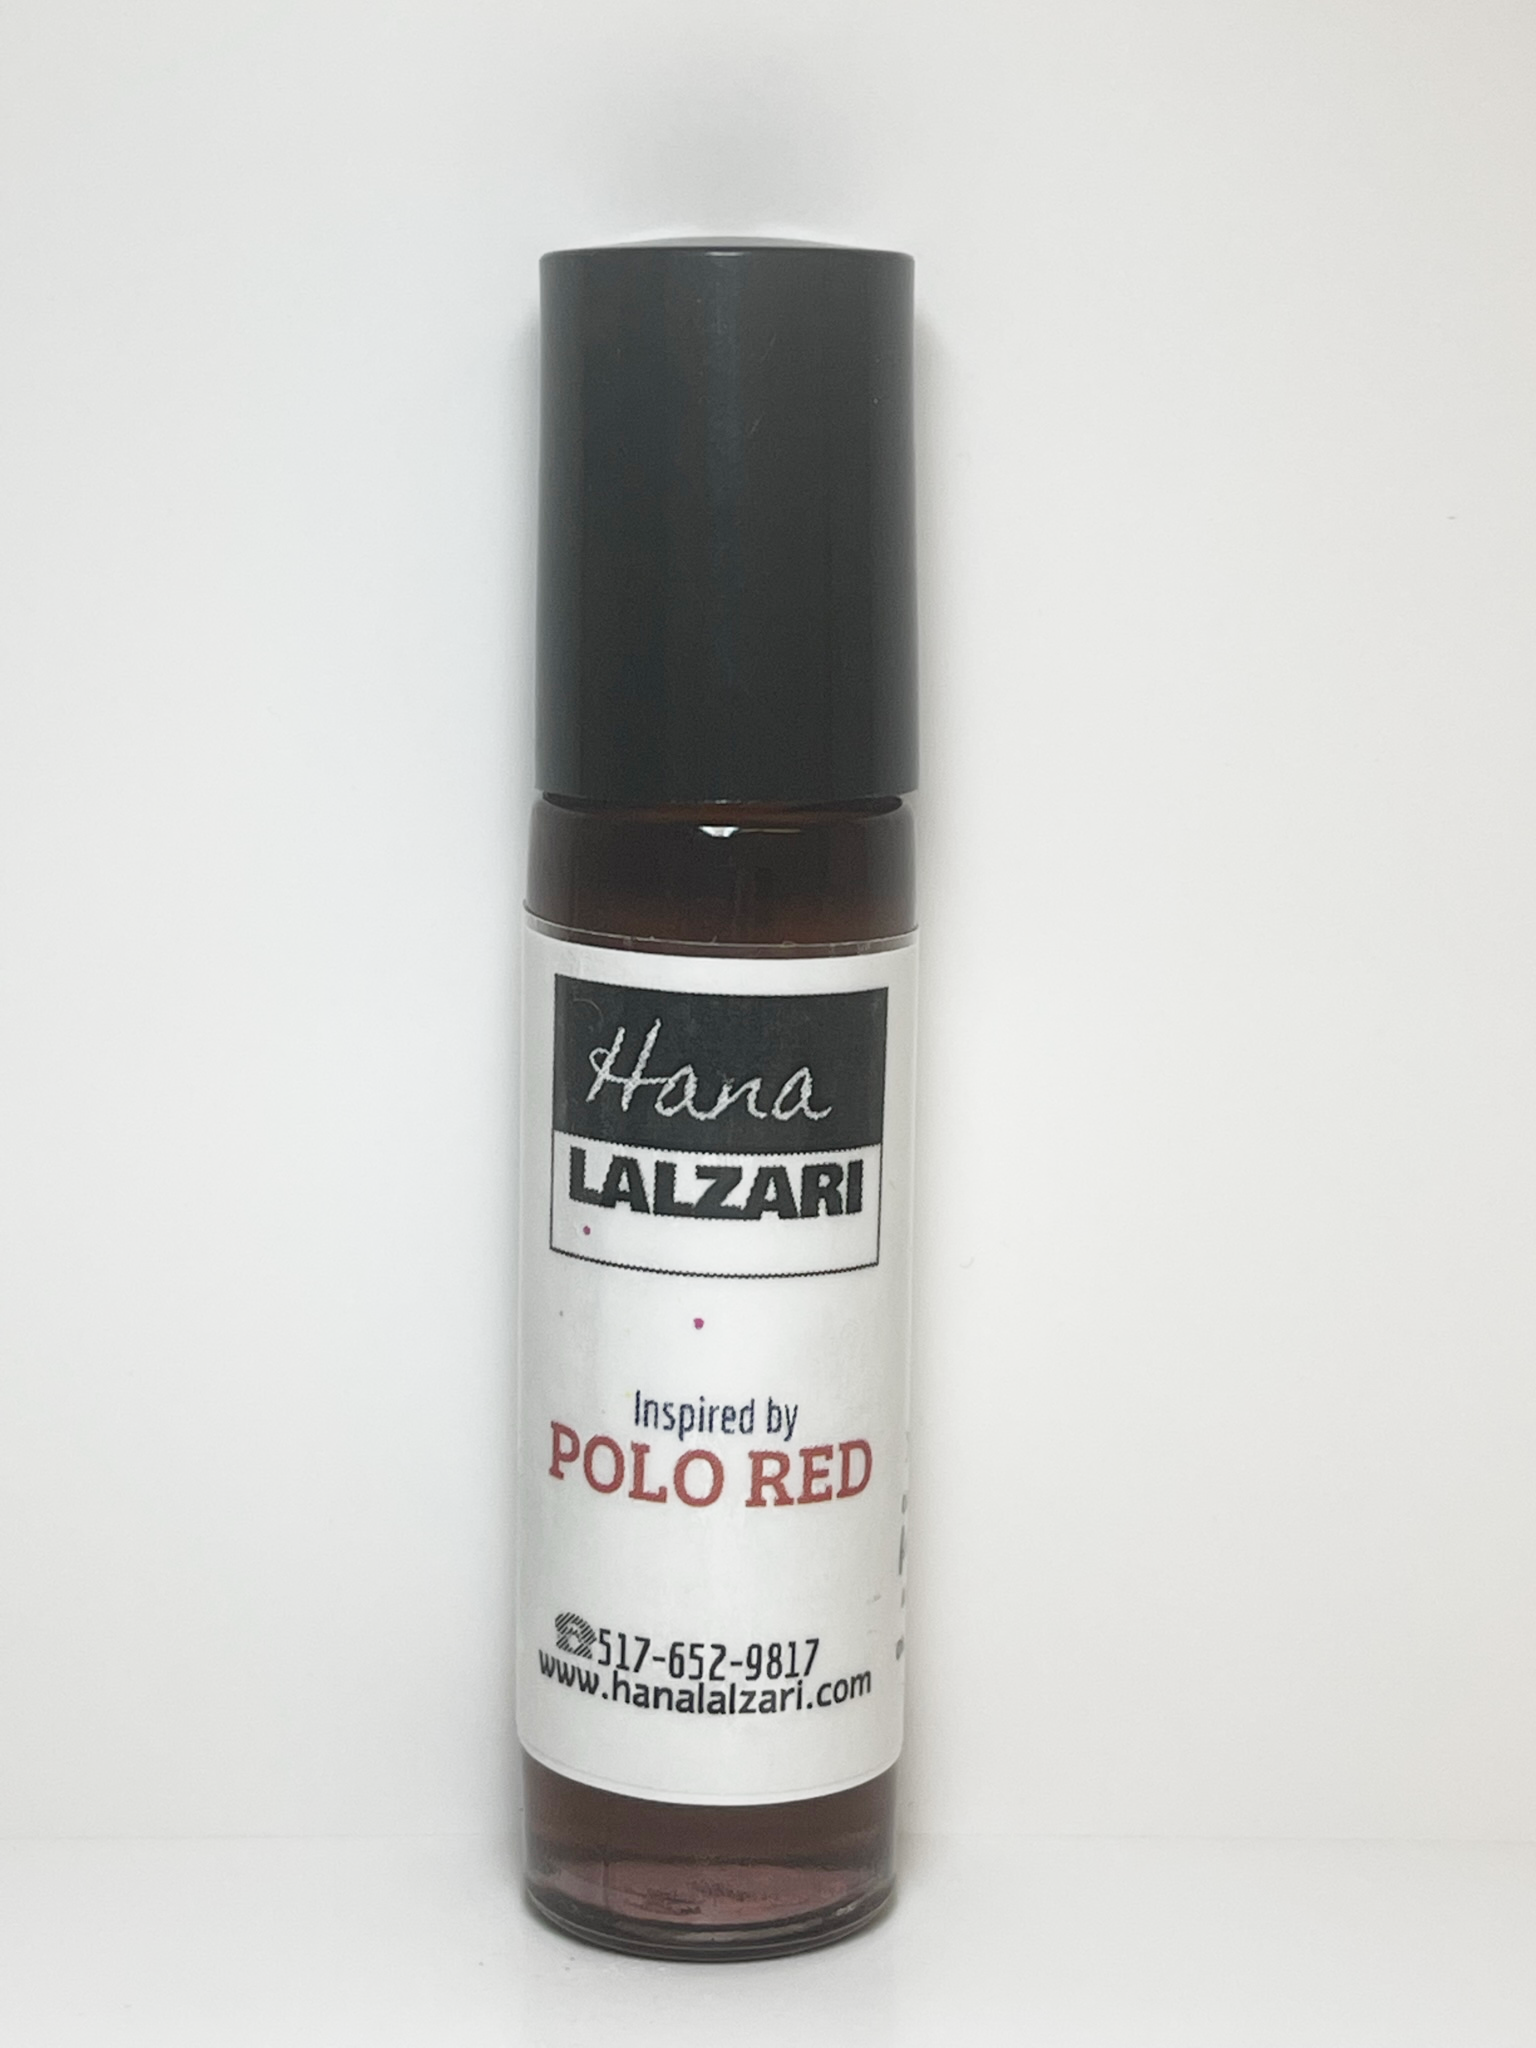 Hana
LALZARI
Inspired by
POLO RED
☎517-652-9817
www.hanalalzari.com